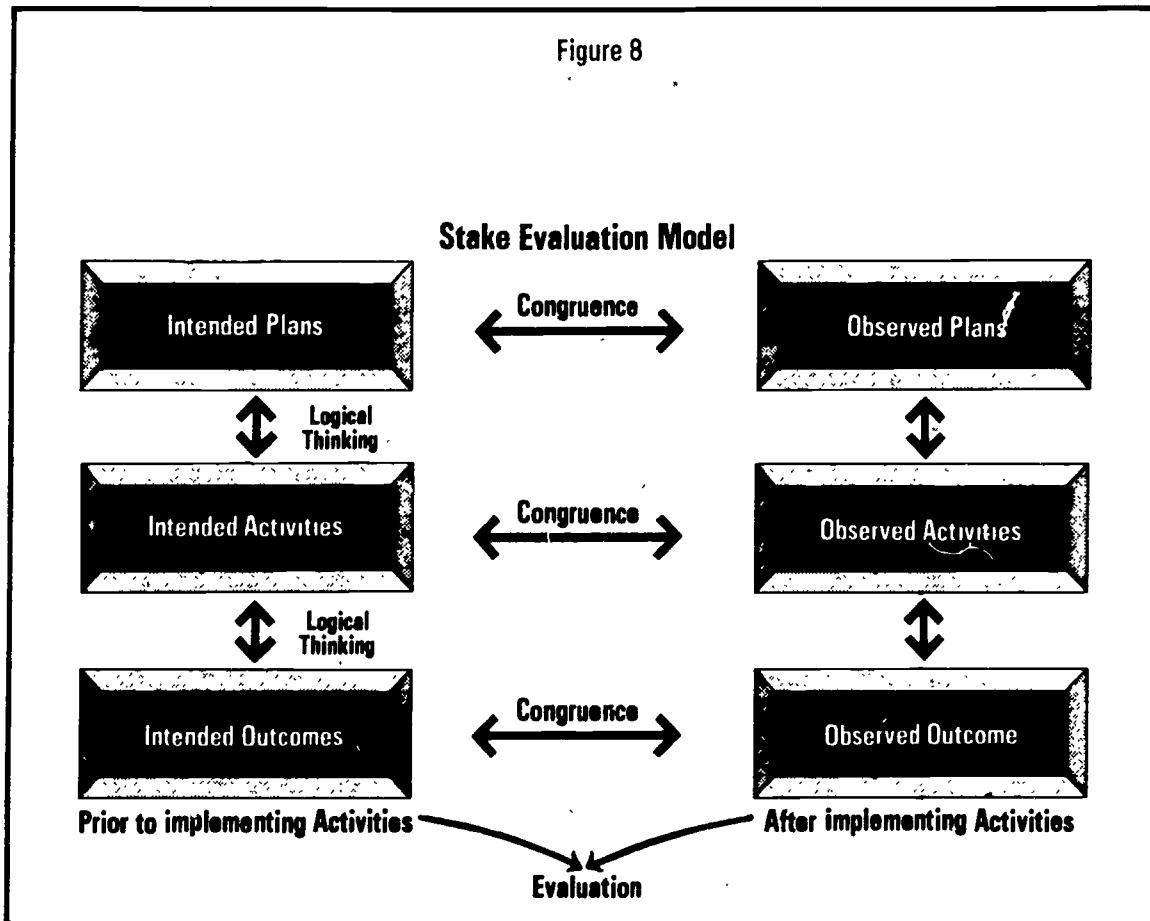 Figure 8
Stake Evaluation Model
Intended Plans
Congruence
Observed Plans
Logical
Thinking
Intended Activities
Congruence
Observed Activities
Logical
Thinking
Intended Outcomes
Congruence
Observed Outcome
Prior to implementing Activities
After implementing Activities
Evaluation